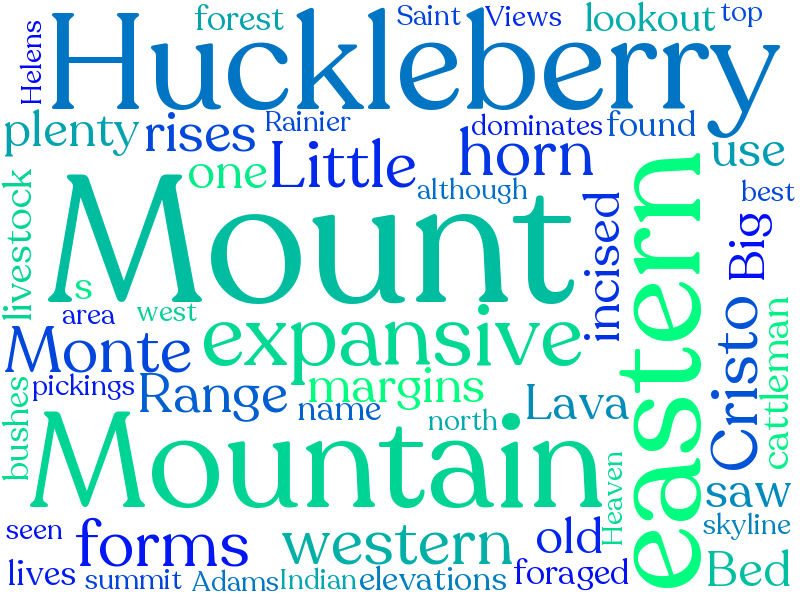 Helens
forest
Saint
Views
lookout
top
Huckleberry
plenty
rises
Rainier
dominates
found
use
one
Little
horn
although
best
livestock
Mount
eastern
incised
Big
s
area
west
expansive
Monte
Cristo
cattleman
pickings
Range
margins
name
north
Lava
bushes
Mountain
Heaven
saw
seen
forms
western
old
skyline
lives
summit
Adams
Indian
elevations
foraged
Bed